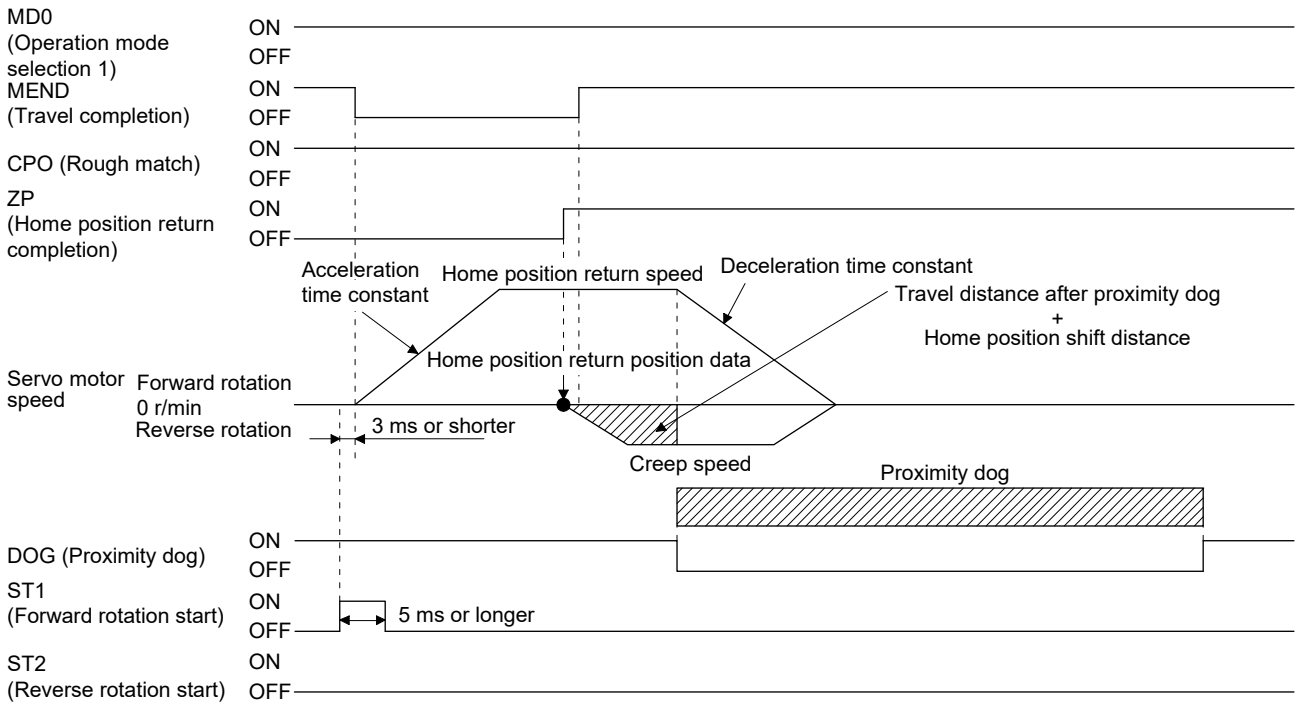 MD0
(Operation mode
selection 1)
ON
OFF
MEND
(Travel completion)
ON
OFF
CPO (Rough match)
ON
OFF
ZP
(Home position return
completion)
ON
OFF
Acceleration
time constant
Home position return speed
Deceleration time constant
Travel distance after proximity dog
+
Home position shift distance
Home position return position data
Servo motor
speed
Forward rotation
0 r/min
Reverse rotation
3 ms or shorter
Creep speed
Proximity dog
DOG (Proximity dog)
ON
OFF
ST1
(Forward rotation start)
ON
OFF
5 ms or longer
ST2
(Reverse rotation start)
ON
OFF